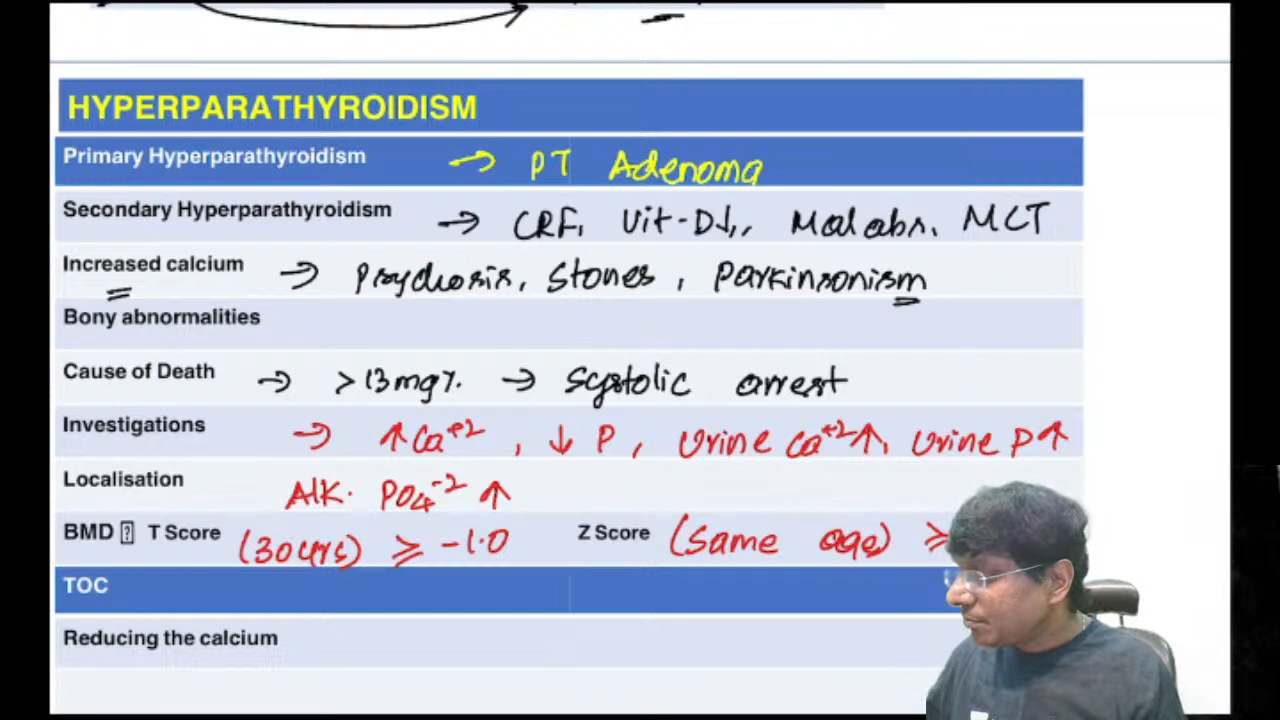 HYPERPARATHYROIDISM
Primary Hyperparathyroidism → PT Adenoma
Secondary Hyperparathyroidism → CRF, Vit-D↓, Malabn. MCT
Increased calcium → Psychosis, Stones, Parkinsonism
Bony abnormalities
Cause of Death → >13mg%. → Systolic arrest
Investigations → ↑Ca+2, ↓P, Urine Ca+2↑, Urine P↑
Localisation Alk. PO4-2 ↑
BMD T Score (30yrs) ≥ -1.0 Z Score (Same age) ≥
TOC
Reducing the calcium